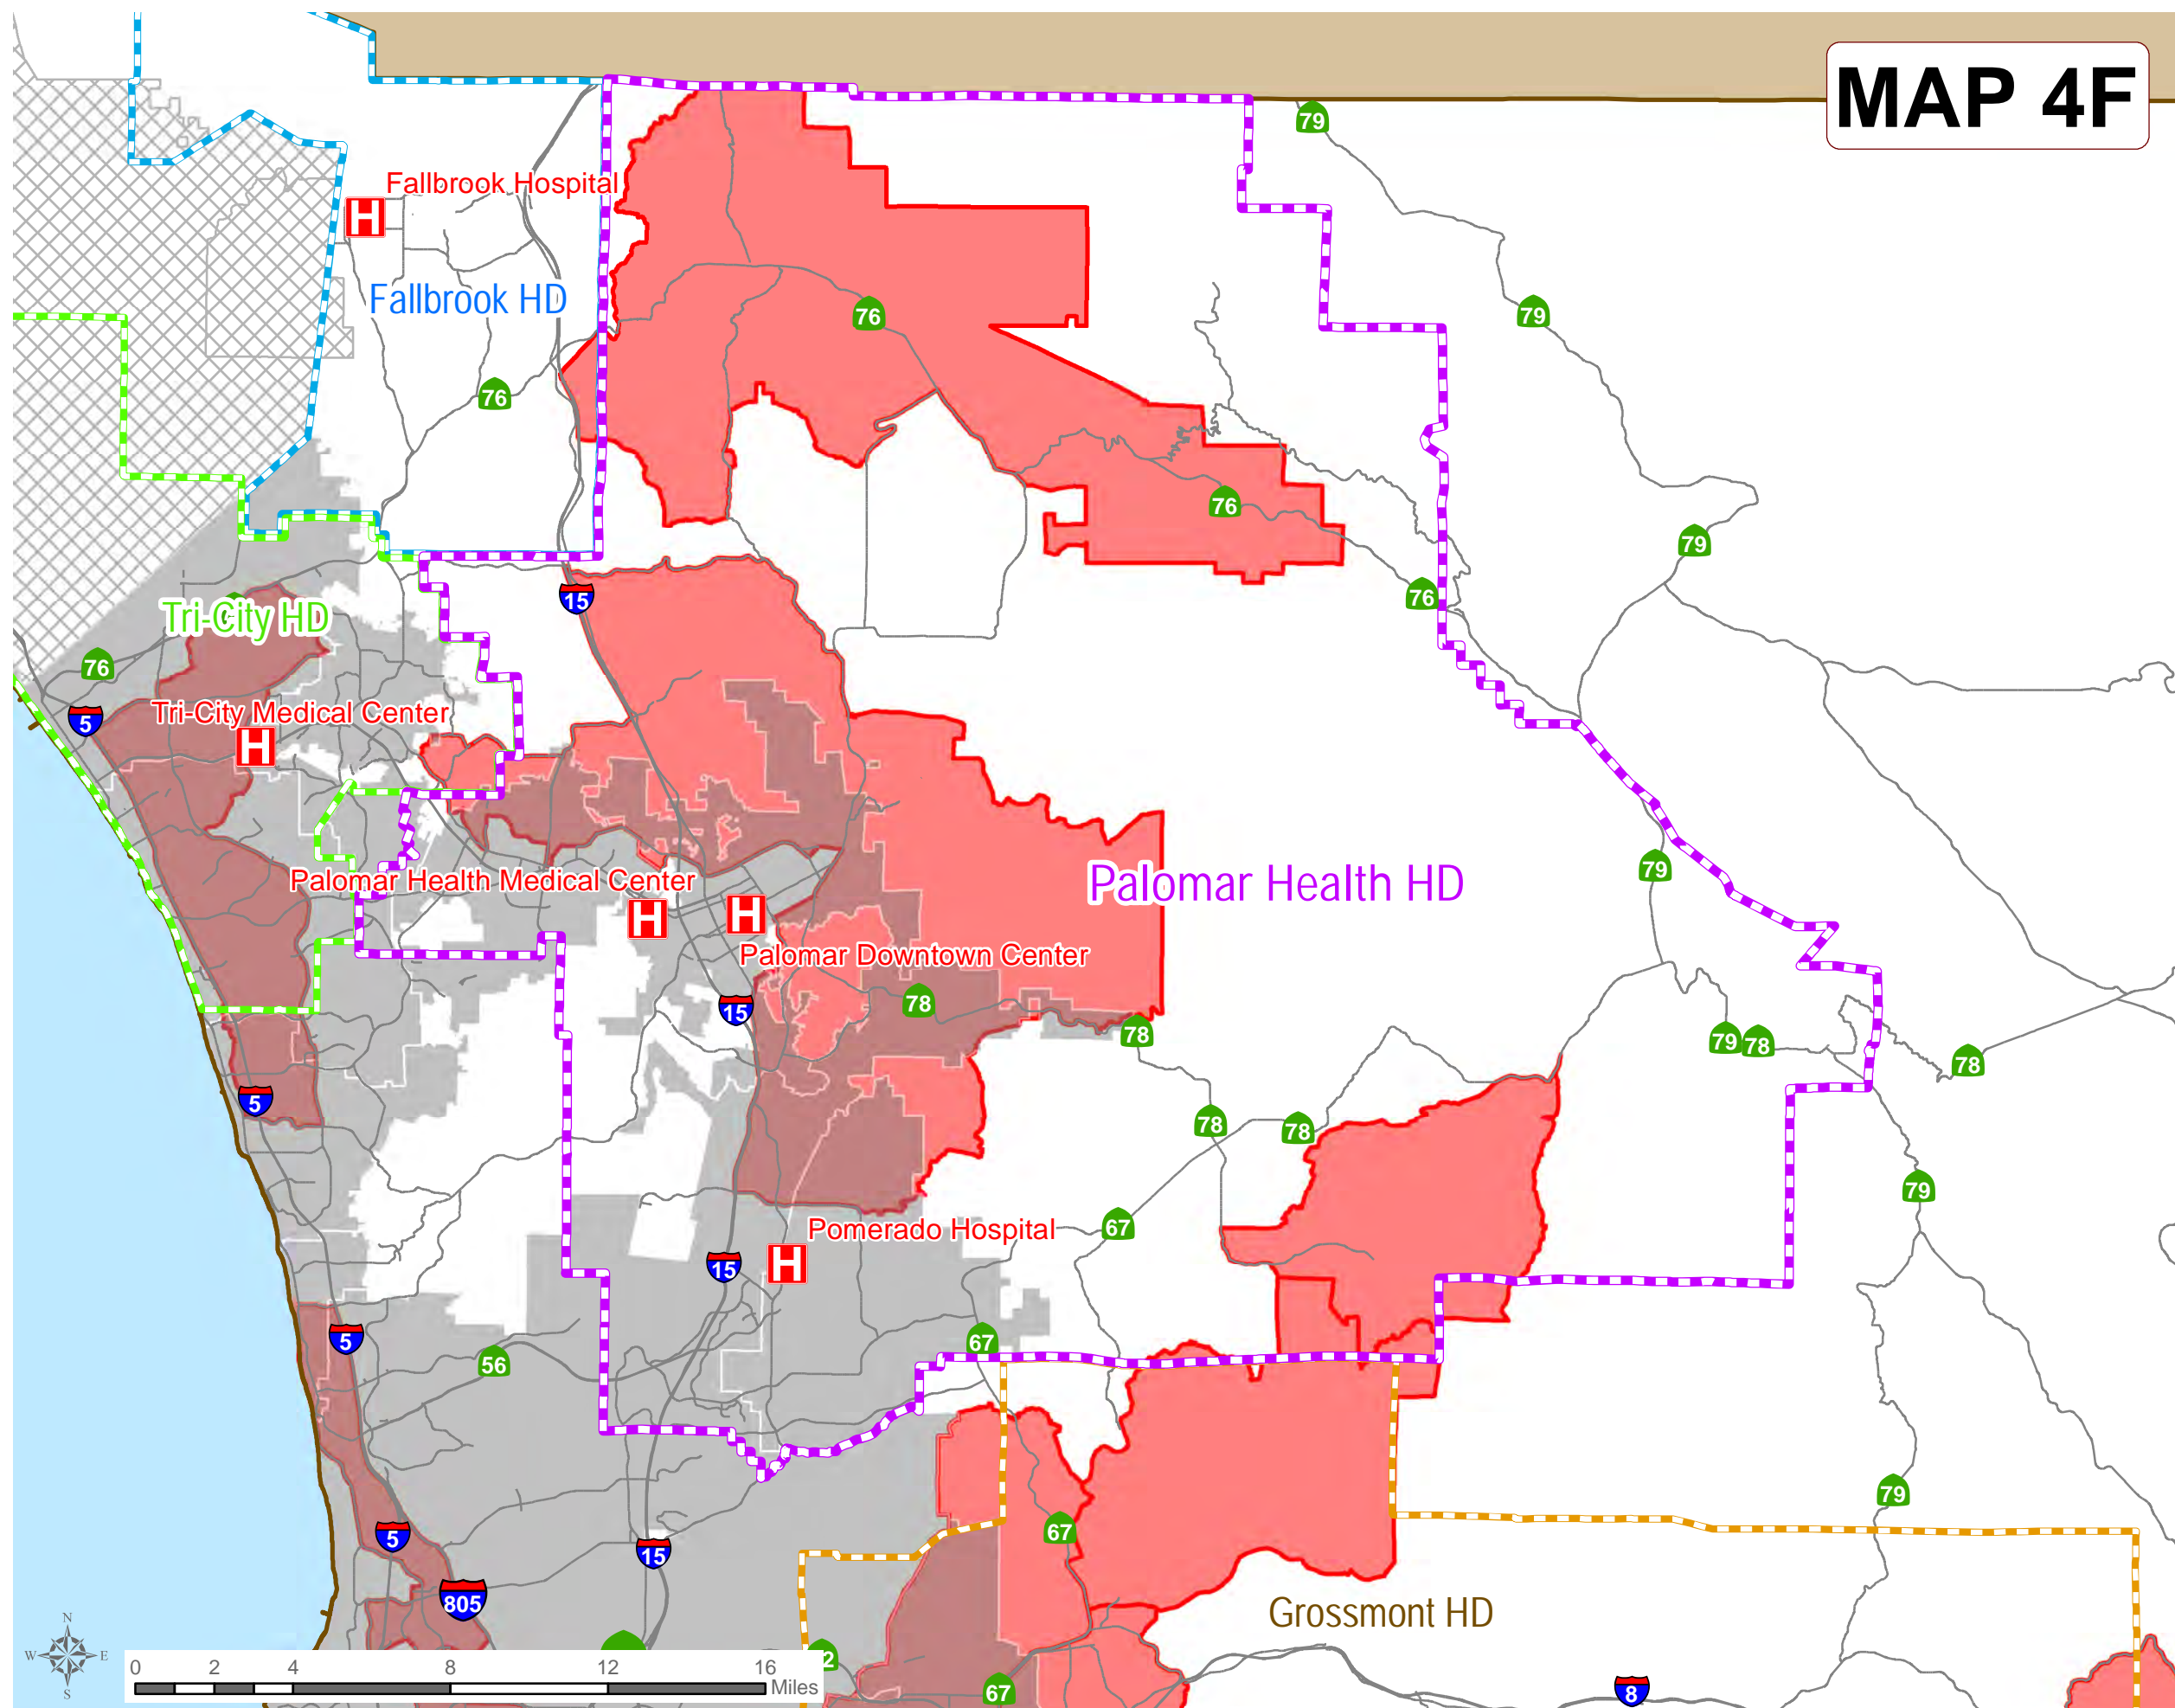 MAP 4F
79
Fallbrook Hospital
H
Fallbrook HD
76
79
76
76
79
15
76
Tri-City HD
76
Tri-City Medical Center
5
H
Palomar Health HD
79
Palomar Health Medical Center
H
H
Palomar Downtown Center
78
15
78
79
78
78
5
78
78
79
67
Pomerado Hospital
H
15
5
67
56
79
67
5
15
805
Grossmont HD
N
W
E
S
0
2
4
8
12
16
Miles
2
67
8